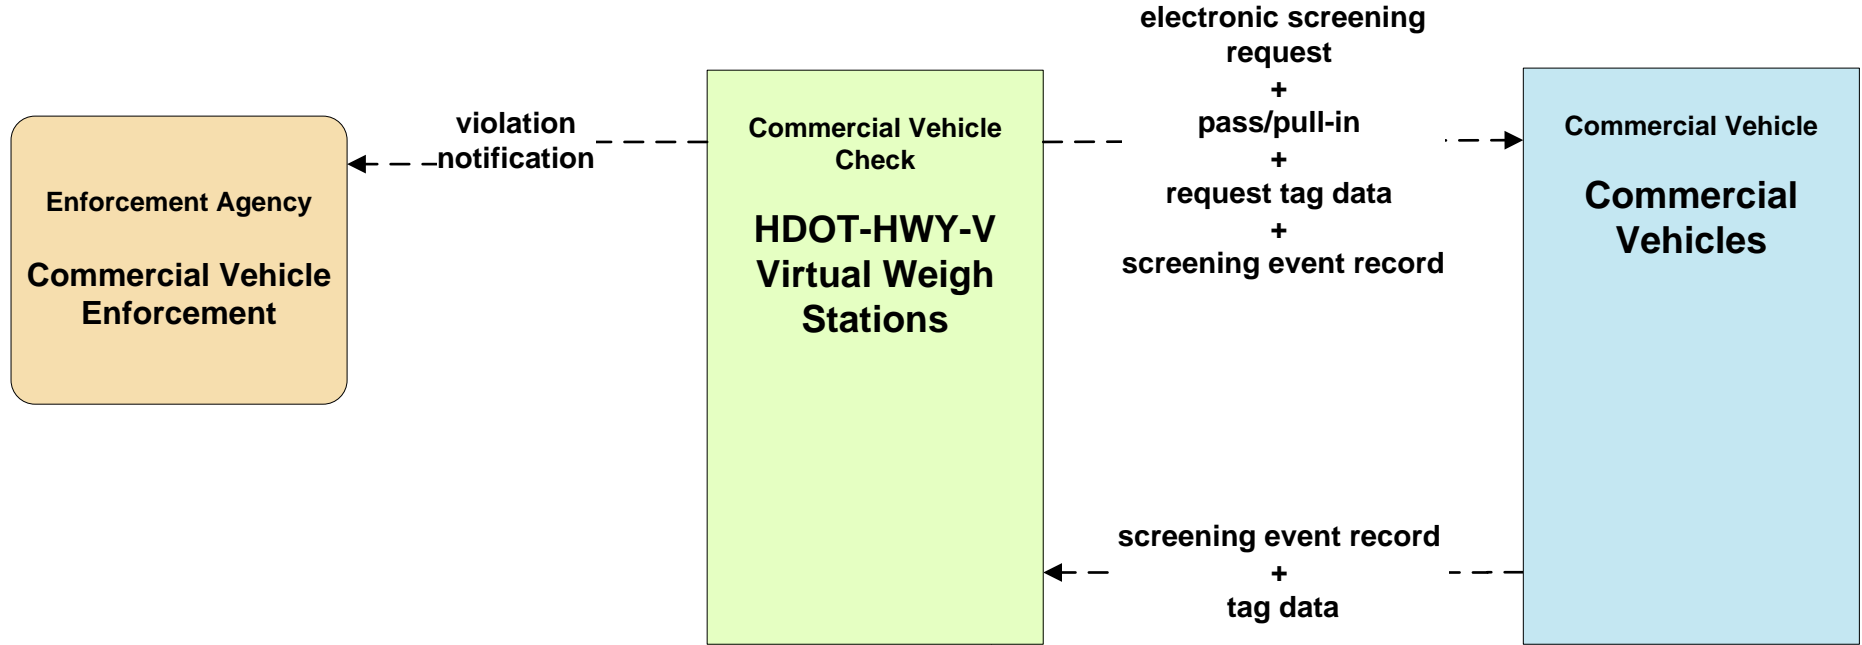 electronic screening
request
+
pass/pull-in
+
request tag data
+
screening event record
violation
notification
Enforcement Agency
Commercial Vehicle
Enforcement
Commercial Vehicle
Check
HDOT-HWY-V
Virtual Weigh
Stations
Commercial Vehicle
Commercial
Vehicles
screening event record
+
tag data